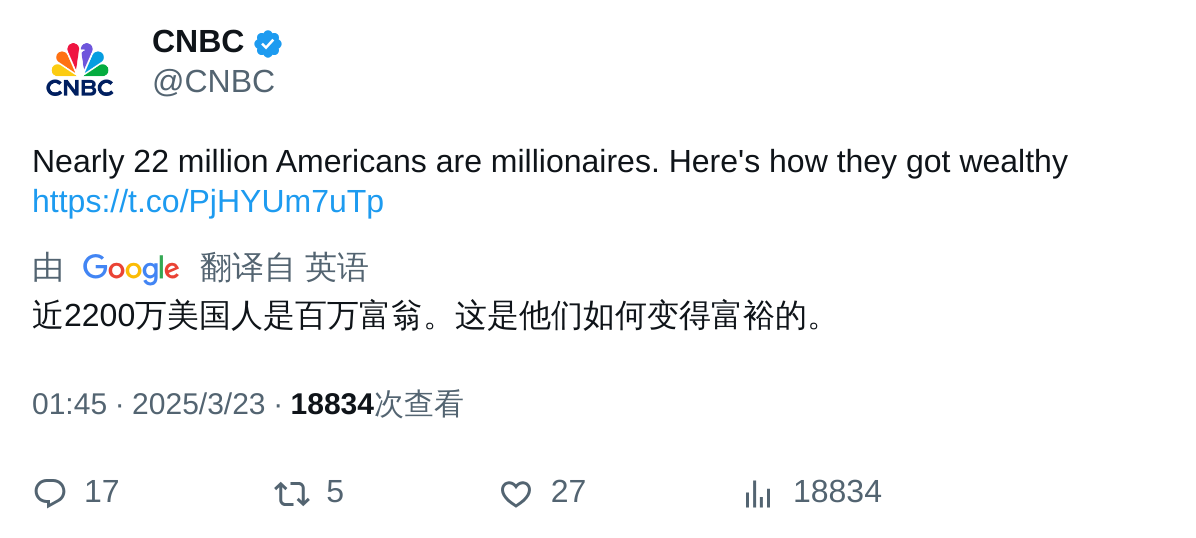 CNBC
CNBC
@CNBC
Nearly 22 million Americans are millionaires. Here's how they got wealthy
https://t.co/PjHYUm7uTp
由 Google 翻译自 英语
近2200万美国人是百万富翁。这是他们如何变得富裕的。
01:45 · 2025/3/23 · 18834次查看
17 5 27 18834